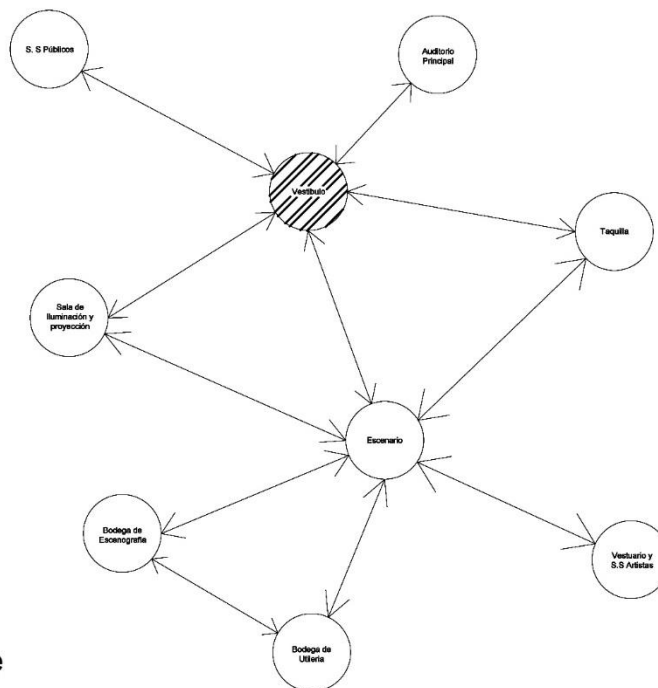 S. S Públicos
Auditorio
Principal
Vestíbulo
Taquilla
Sala de
Iluminación y
proyección
Escenario
Bodega de
Escenografía
Vestuario y
S.S Artistas
Bodega de
Utilería
e